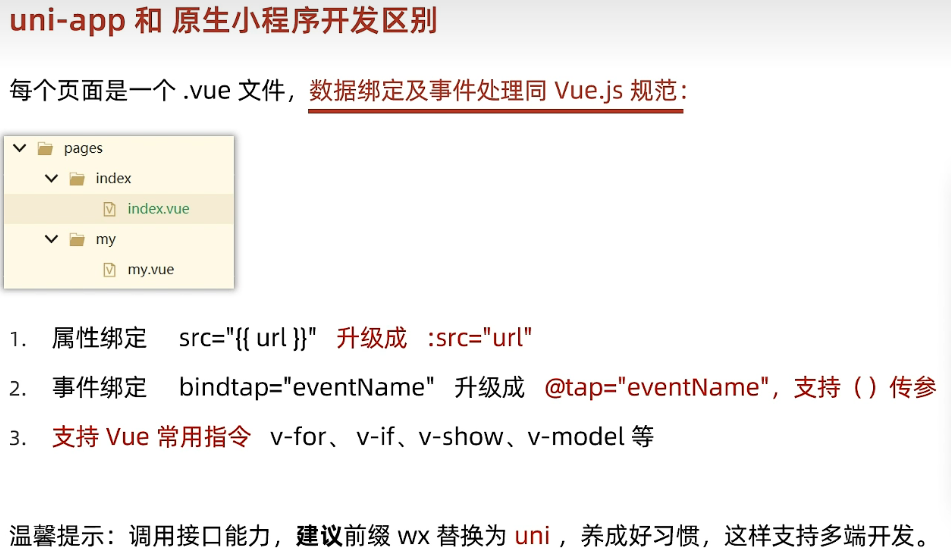 uni-app 和 原生小程序开发区别
每个页面是一个 .vue 文件，数据绑定及事件处理同 Vue.js 规范：
pages
index
index.vue
my
my.vue
1. 属性绑定 src="{{ url }}" 升级成 :src="url"
2. 事件绑定 bindtap="eventName" 升级成 @tap="eventName"，支持（ ）传参
3. 支持 Vue 常用指令 v-for、v-if、v-show、v-model 等
温馨提示：调用接口能力，建议前缀 wx 替换为 uni ，养成好习惯，这样支持多端开发。